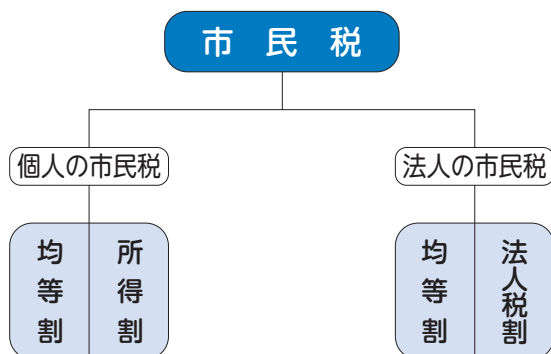 市民税
個人の市民税
法人の市民税
均等割
所得割
均等割
法人税割